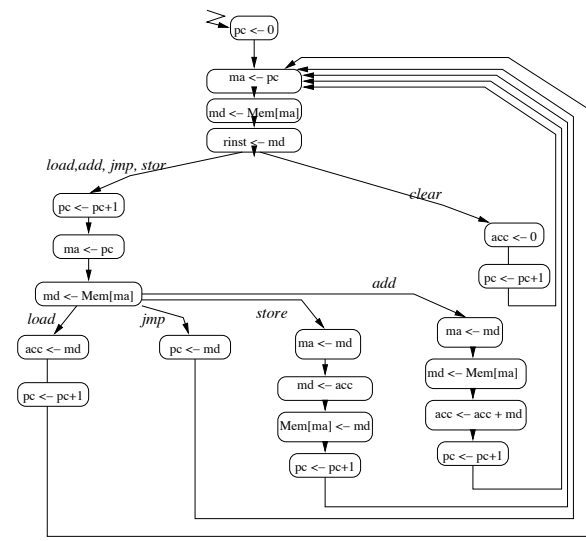 pc <– 0
ma <– pc
md <– Mem[ma]
rinst <– md
load,add, jmp, stor
clear
pc <– pc+1
acc <– 0
ma <– pc
pc <– pc+1
md <– Mem[ma]
add
load
jmp
store
acc <– md
pc <– md
ma <– md
ma <– md
pc <– pc+1
md <– acc
md <– Mem[ma]
Mem[ma] <– md
acc <– acc + md
pc <– pc+1
pc <– pc+1